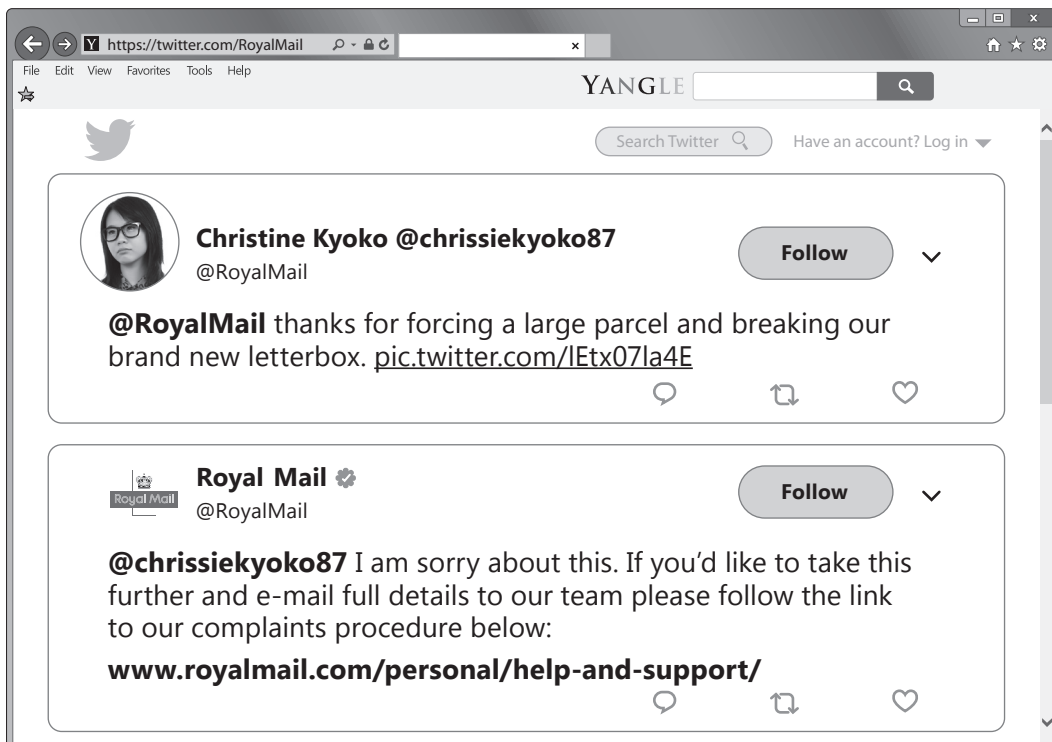 https://twitter.com/RoyalMail
File Edit View Favorites Tools Help
YANGLE
Search Twitter
Have an account? Log in
Christine Kyoko @chrissiekyoko87
@RoyalMail
Follow
@RoyalMail thanks for forcing a large parcel and breaking our
brand new letterbox. pic.twitter.com/lEtx07la4E
Royal Mail
Royal Mail
@RoyalMail
Follow
@chrissiekyoko87 I am sorry about this. If you’d like to take this
further and e-mail full details to our team please follow the link
to our complaints procedure below:
www.royalmail.com/personal/help-and-support/